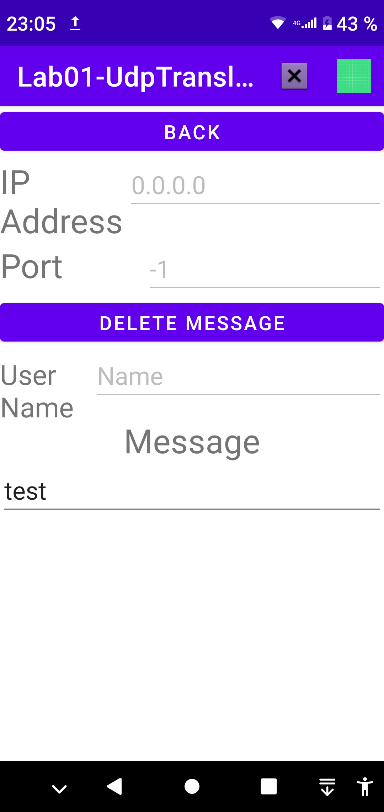 23:05 4G 43 %
Lab01-UdpTransl...
BACK
IP 0.0.0.0
Address
Port -1
DELETE MESSAGE
User Name
Name
Message
test